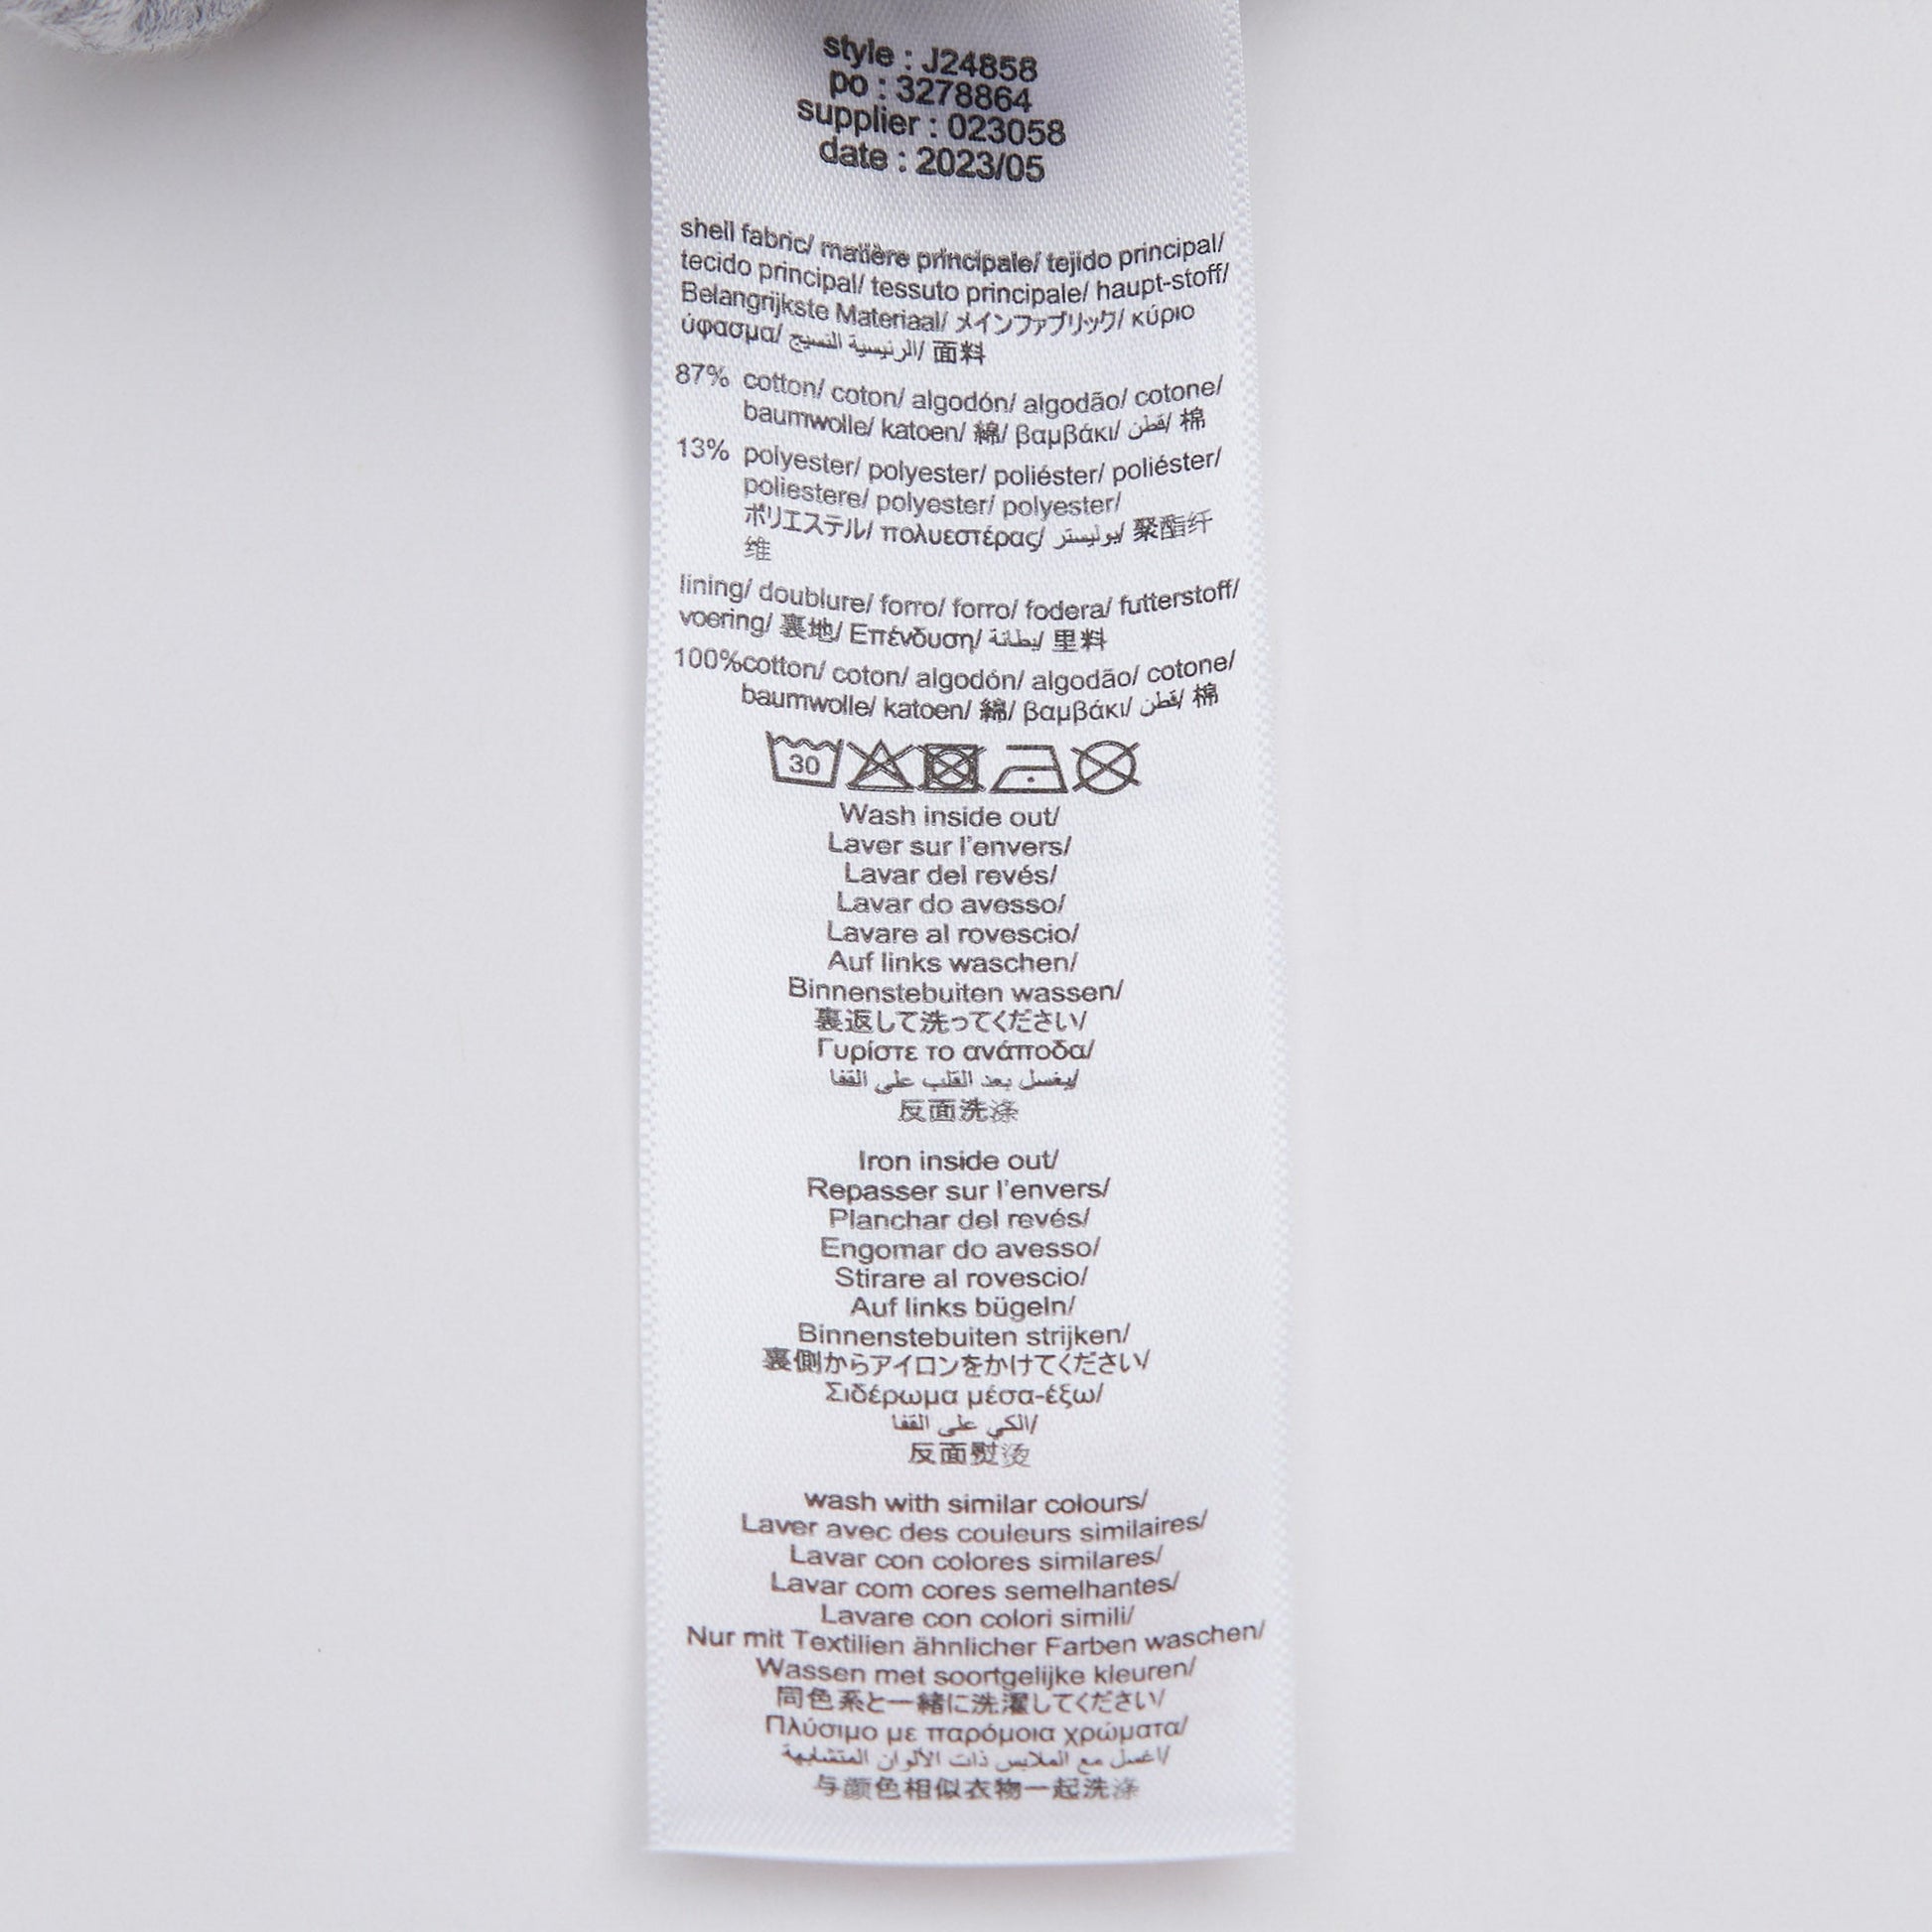 style : J24858
po : 3278864
supplier : 023058
date : 2023/05
shell fabric/ matière principale/ tejido principal/
tecido principal/ tessuto principale/ haupt-stoff/
Belangrijkste Materiaal/ メインファブリック/ κύριο
ύφασμα/ الرئيسية النسيج/ 面料
87% cotton/ coton/ algodón/ algodão/ cotone/
baumwolle/ katoen/ 綿/ βαμβάκι/ قطن/ 棉
13% polyester/ polyester/ poliéster/ poliéster/
poliestere/ polyester/ polyester/
ポリエステル/ πολυεστέρας/ بوليستر/ 聚酯纤
维
lining/ doublure/ forro/ forro/ fodera/ futterstoff/
voering/ 裏地/ Επένδυση/ بطانة/ 里料
100%cotton/ coton/ algodón/ algodão/ cotone/
baumwolle/ katoen/ 綿/ βαμβάκι/ قطن/ 棉
30
Wash inside out/
Laver sur l'envers/
Lavar del revés/
Lavar do avesso/
Lavare al rovescio/
Auf links waschen/
Binnenstebuiten wassen/
裏返して洗ってください/
Γυρίστε το ανάποδα/
يغسل بعد القلب على القفا/
反面洗涤
Iron inside out/
Repasser sur l'envers/
Planchar del revés/
Engomar do avesso/
Stirare al rovescio/
Auf links bügeln/
Binnenstebuiten strijken/
裏側からアイロンをかけてください/
Σιδέρωμα μέσα-έξω/
الكي على القفا/
反面熨烫
wash with similar colours/
Laver avec des couleurs similaires/
Lavar con colores similares/
Lavar com cores semelhantes/
Lavare con colori simili/
Nur mit Textilien ähnlicher Farben waschen/
Wassen met soortgelijke kleuren/
同色系と一緒に洗濯してください/
Πλύσιμο με παρόμοια χρώματα/
اغسل مع الملابس ذات الألوان المتشابهة/
与颜色相似衣物一起洗涤